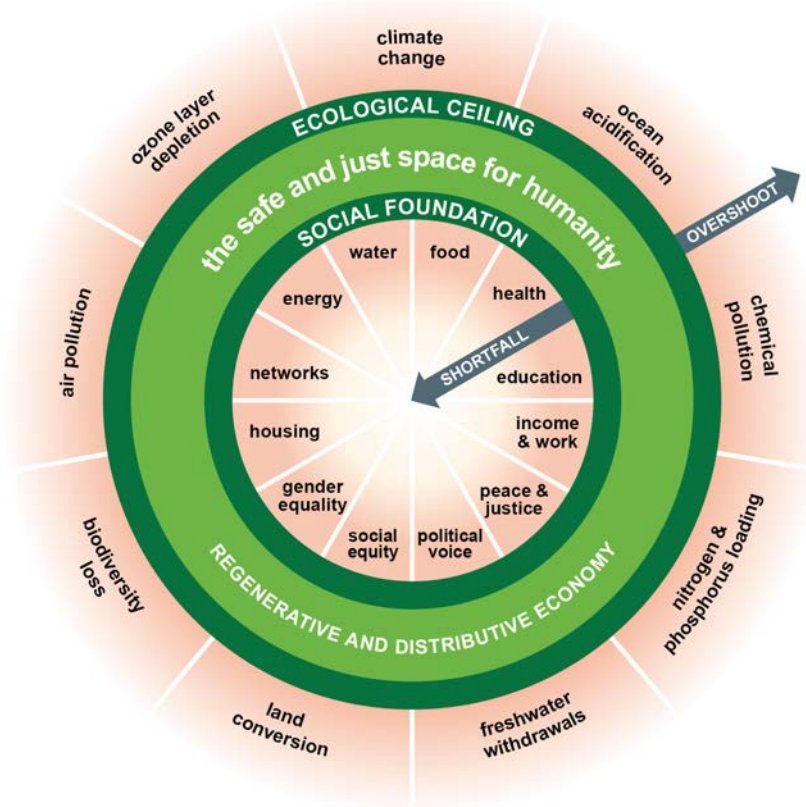 climate
change
ocean
acidification
chemical
pollution
nitrogen &
phosphorus loading
freshwater
withdrawals
land
conversion
biodiversity
loss
air pollution
ozone layer
depletion
OVERSHOOT
ECOLOGICAL CEILING
the safe and just space for humanity
SOCIAL FOUNDATION
water
food
health
SHORTFALL
education
income
& work
peace &
justice
political
voice
social
equity
gender
equality
housing
networks
energy
REGENERATIVE AND DISTRIBUTIVE ECONOMY